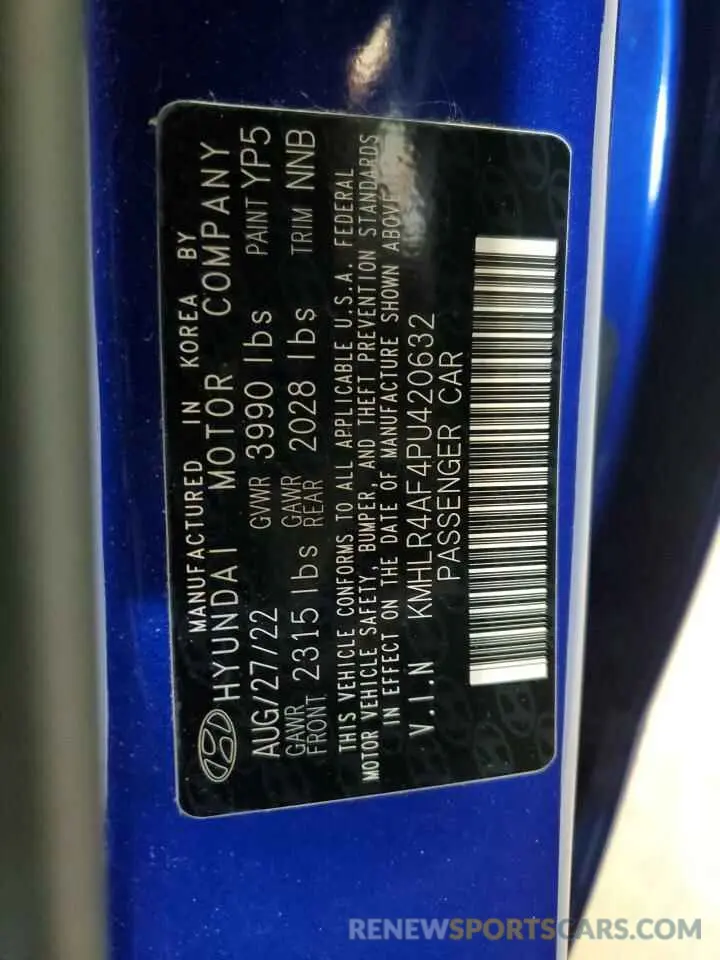 MANUFACTURED IN KOREA BY
HYUNDAI MOTOR COMPANY
AUG/27/22 GVWR 3990 lbs PAINT YP5
GAWR FRONT 2315 lbs GAWR REAR 2028 lbs TRIM NNB
THIS VEHICLE CONFORMS TO ALL APPLICABLE U.S.A. FEDERAL
MOTOR VEHICLE SAFETY, BUMPER, AND THEFT PREVENTION STANDARDS
IN EFFECT ON THE DATE OF MANUFACTURE SHOWN ABOVE
V.I.N KMHLR4AF4PU420632
PASSENGER CAR
RENEWSPORTSCARS.COM